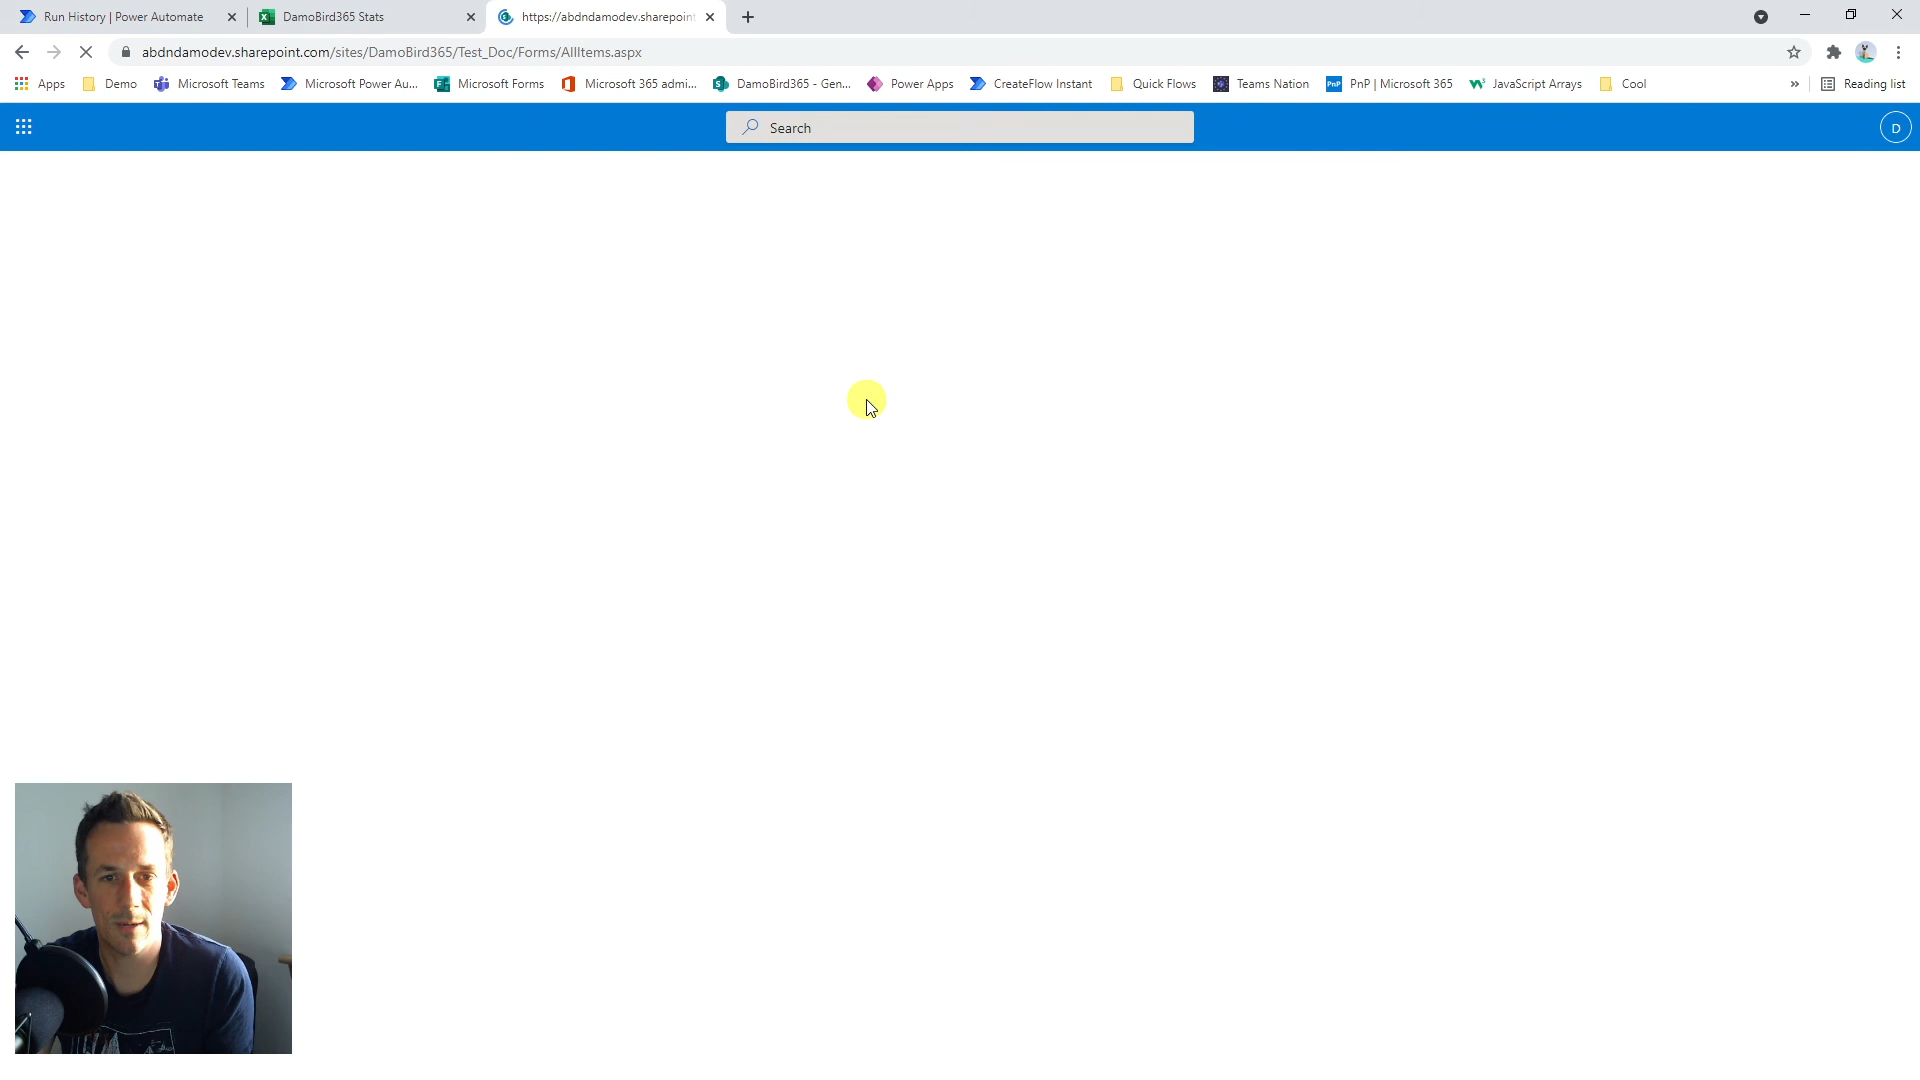 Run History | Power Automate
DamoBird365 Stats
https://abdndamodev.sharepoint
abdndamodev.sharepoint.com/sites/DamoBird365/Test_Doc/Forms/AllItems.aspx
Apps
Demo
Microsoft Teams
Microsoft Power Au...
Microsoft Forms
Microsoft 365 admi...
DamoBird365 - Gen...
Power Apps
CreateFlow Instant
Quick Flows
Teams Nation
PnP
PnP | Microsoft 365
JavaScript Arrays
Cool
»
Reading list
Search
D